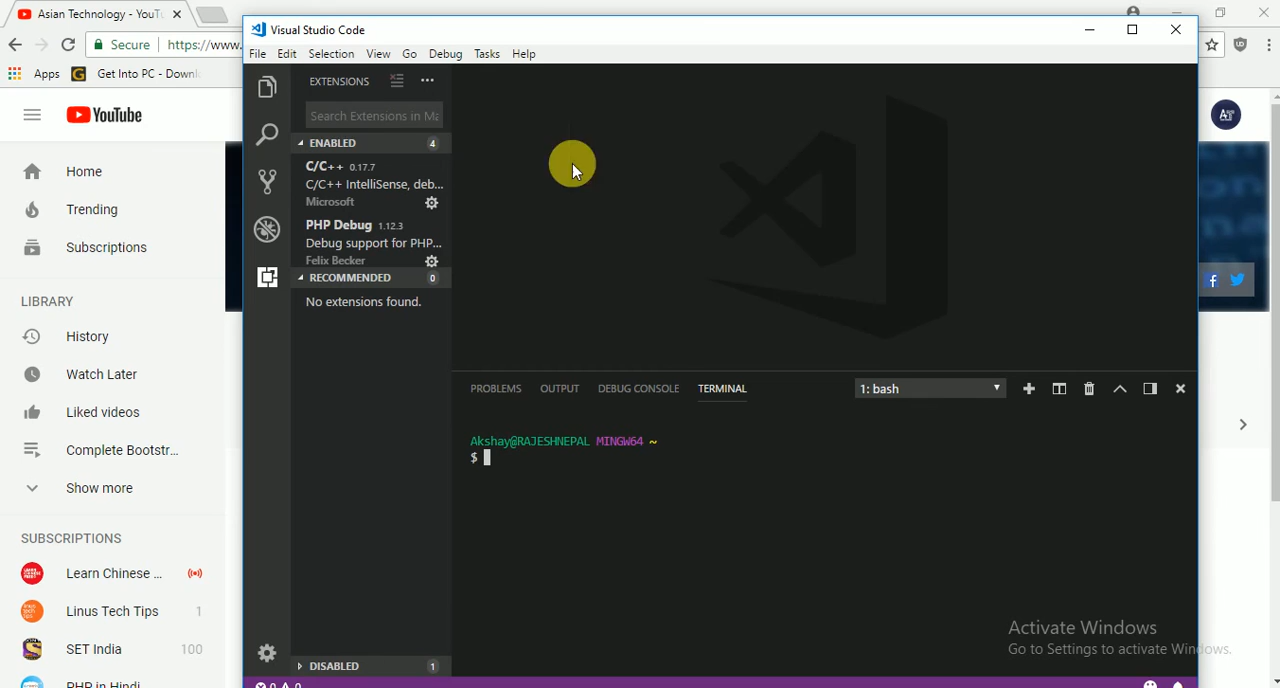 Asian Technology - YouTu
Secure
https://www.
Apps
Get Into PC - Downl
YouTube
Home
Trending
Subscriptions
LIBRARY
History
Watch Later
Liked videos
Complete Bootstr...
Show more
SUBSCRIPTIONS
Learn Chinese ...
Linus Tech Tips 1
SET India 100
PHP in Hindi
Visual Studio Code
File Edit Selection View Go Debug Tasks Help
EXTENSIONS
Search Extensions in Ma
ENABLED 4
C/C++ 0.17.7
C/C++ IntelliSense, deb...
Microsoft
PHP Debug 1.12.3
Debug support for PHP...
Felix Becker
RECOMMENDED 0
No extensions found.
DISABLED 1
PROBLEMS OUTPUT DEBUG CONSOLE TERMINAL
1: bash
Akshay@RAJESHNEPAL MINGW64 ~
$
Activate Windows
Go to Settings to activate Windows.
0 0